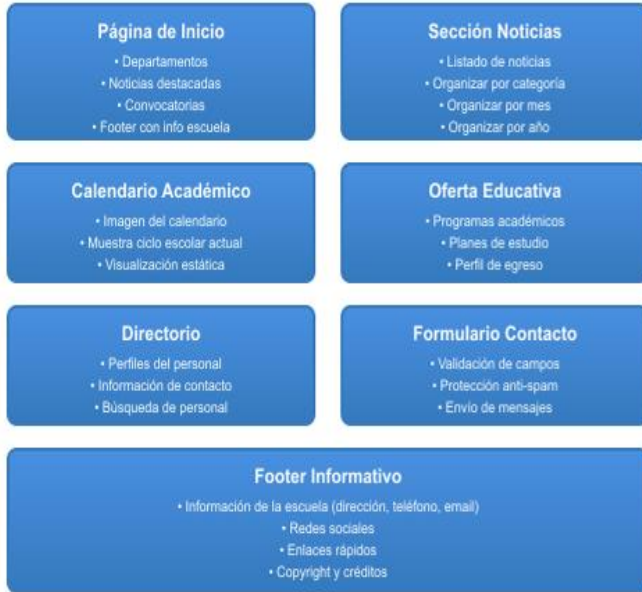 Página de Inicio
• Departamentos
• Noticias destacadas
• Convocatorias
• Footer con info escuela
Sección Noticias
• Listado de noticias
• Organizar por categoría
• Organizar por mes
• Organizar por año
Calendario Académico
• Imagen del calendario
• Muestra ciclo escolar actual
• Visualización estática
Oferta Educativa
• Programas académicos
• Planes de estudio
• Perfil de egreso
Directorio
• Perfiles del personal
• Información de contacto
• Búsqueda de personal
Formulario Contacto
• Validación de campos
• Protección anti-spam
• Envío de mensajes
Footer Informativo
• Información de la escuela (dirección, teléfono, email)
• Redes sociales
• Enlaces rápidos
• Copyright y créditos